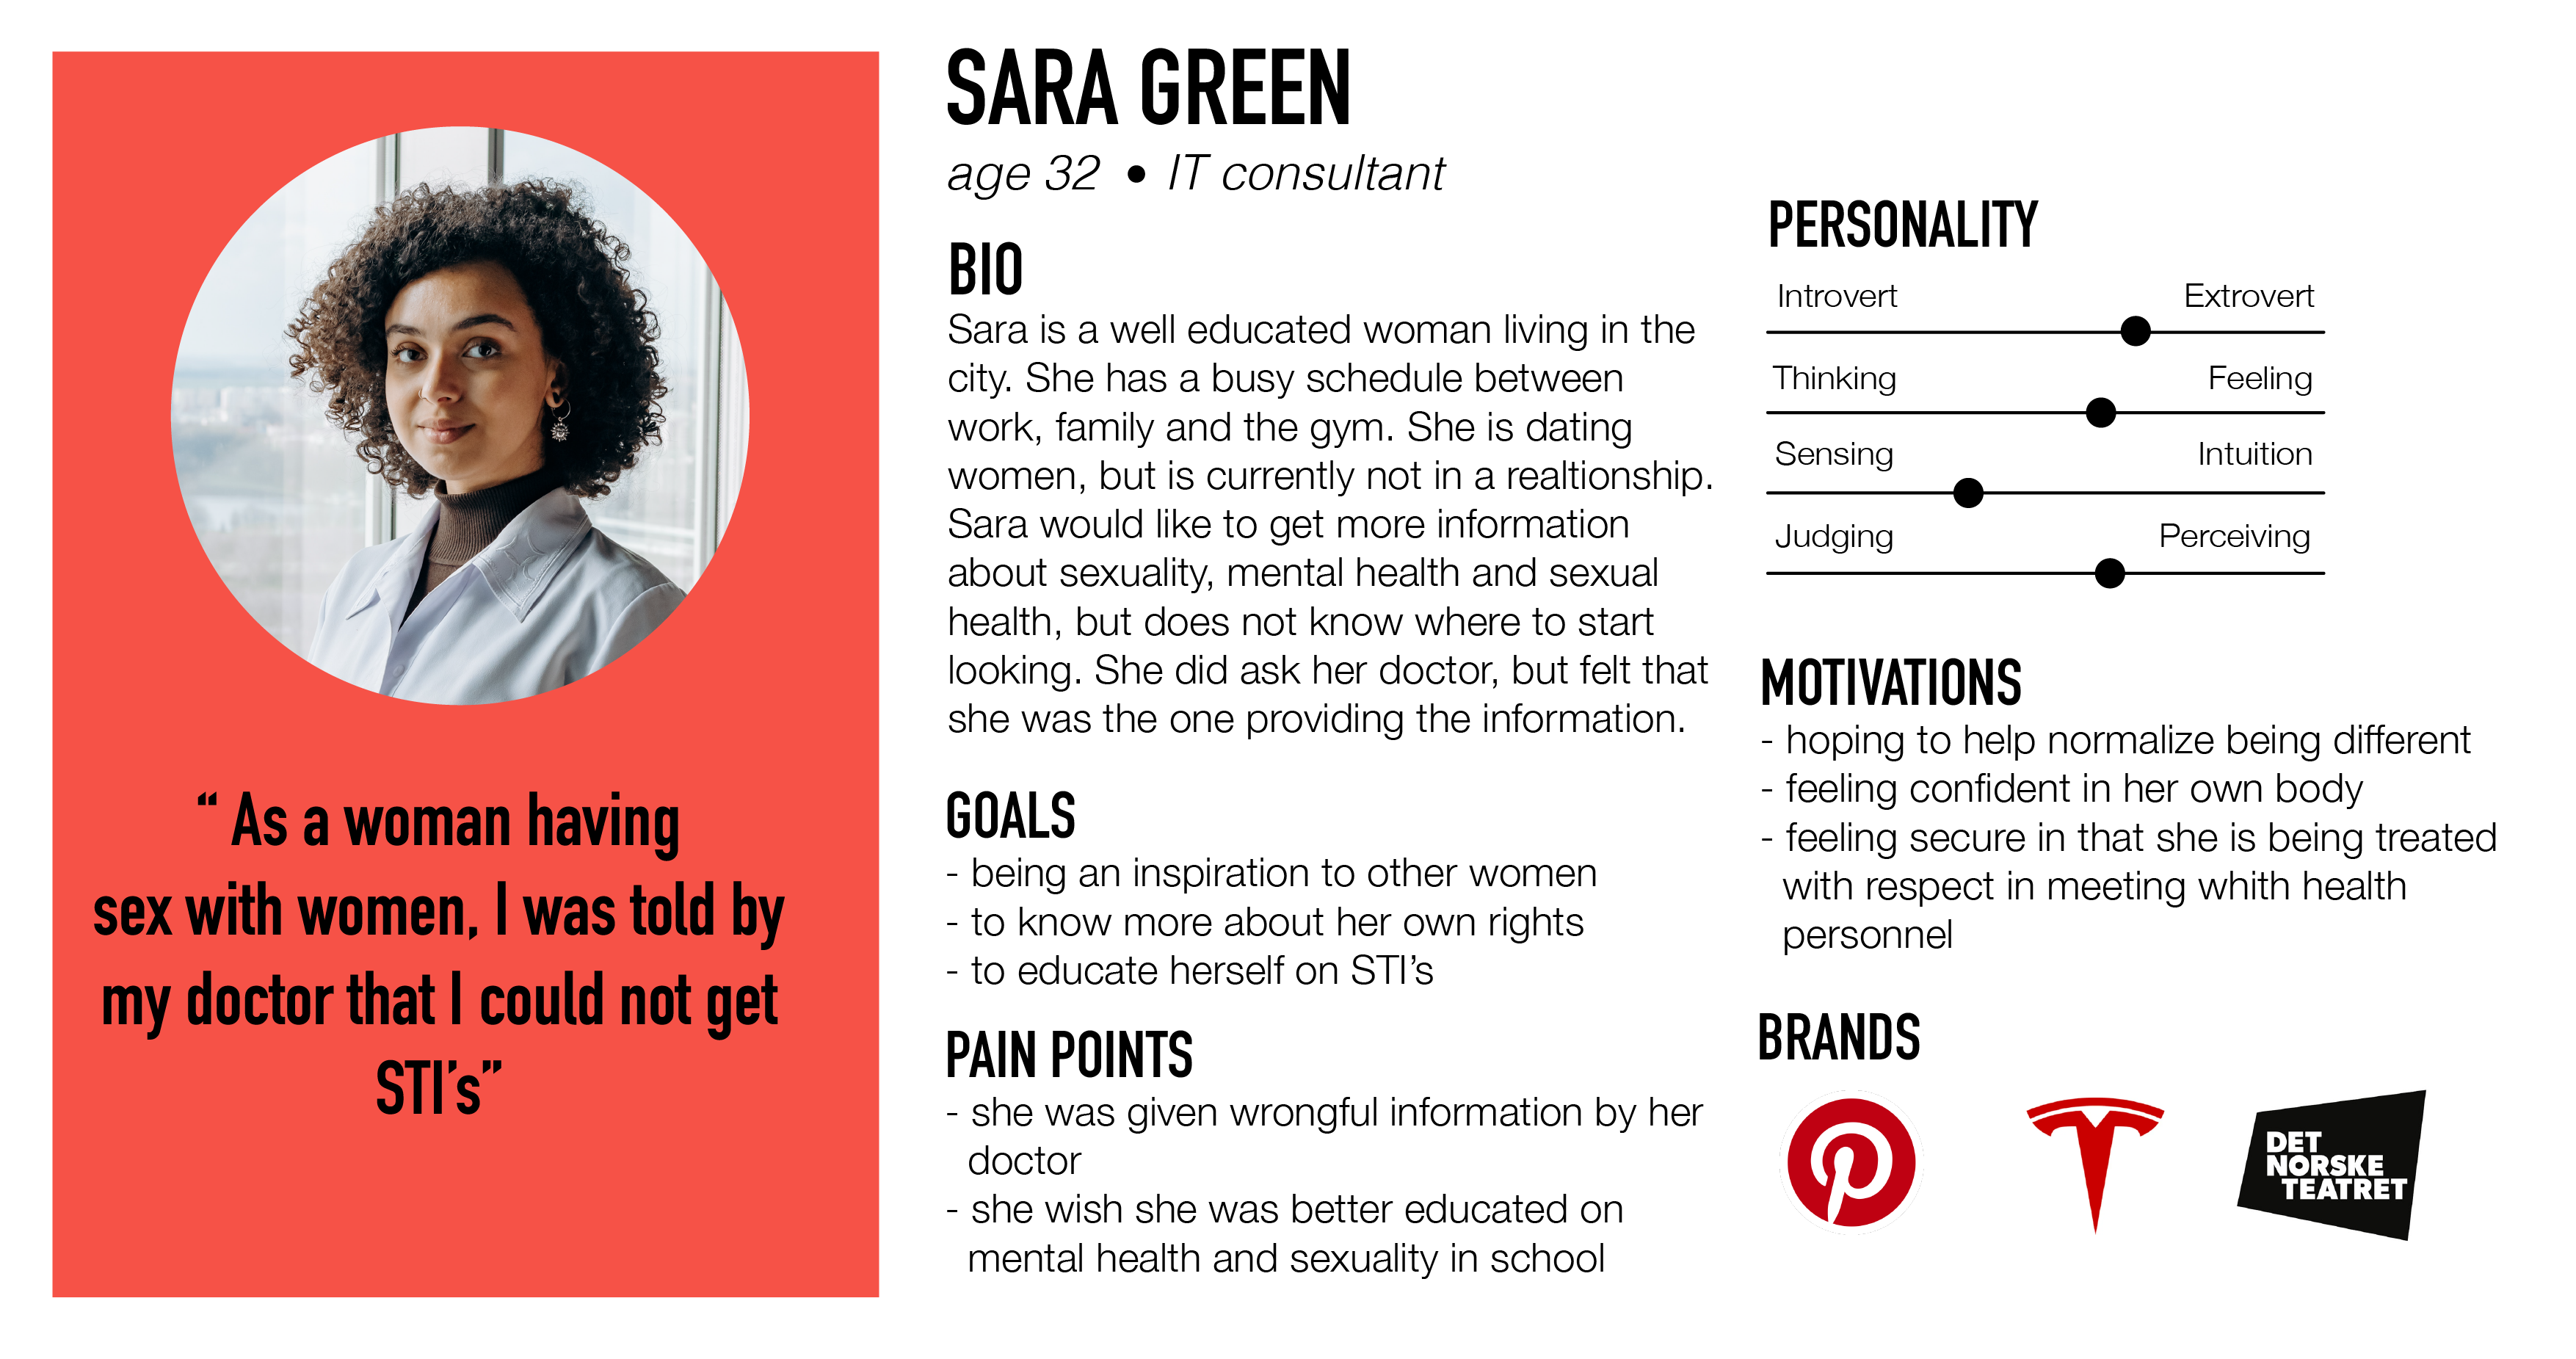 “ As a woman having
sex with women, I was told by
my doctor that I could not get
STI’s”
SARA GREEN
age 32 • IT consultant
BIO
Sara is a well educated woman living in the
city. She has a busy schedule between
work, family and the gym. She is dating
women, but is currently not in a realtionship.
Sara would like to get more information
about sexuality, mental health and sexual
health, but does not know where to start
looking. She did ask her doctor, but felt that
she was the one providing the information.
GOALS
- being an inspiration to other women
- to know more about her own rights
- to educate herself on STI’s
PAIN POINTS
- she was given wrongful information by her
doctor
- she wish she was better educated on
mental health and sexuality in school
PERSONALITY
Introvert Extrovert
Thinking Feeling
Sensing Intuition
Judging Perceiving
MOTIVATIONS
- hoping to help normalize being different
- feeling confident in her own body
- feeling secure in that she is being treated
with respect in meeting whith health
personnel
BRANDS
DET
NORSKE
TEATRET